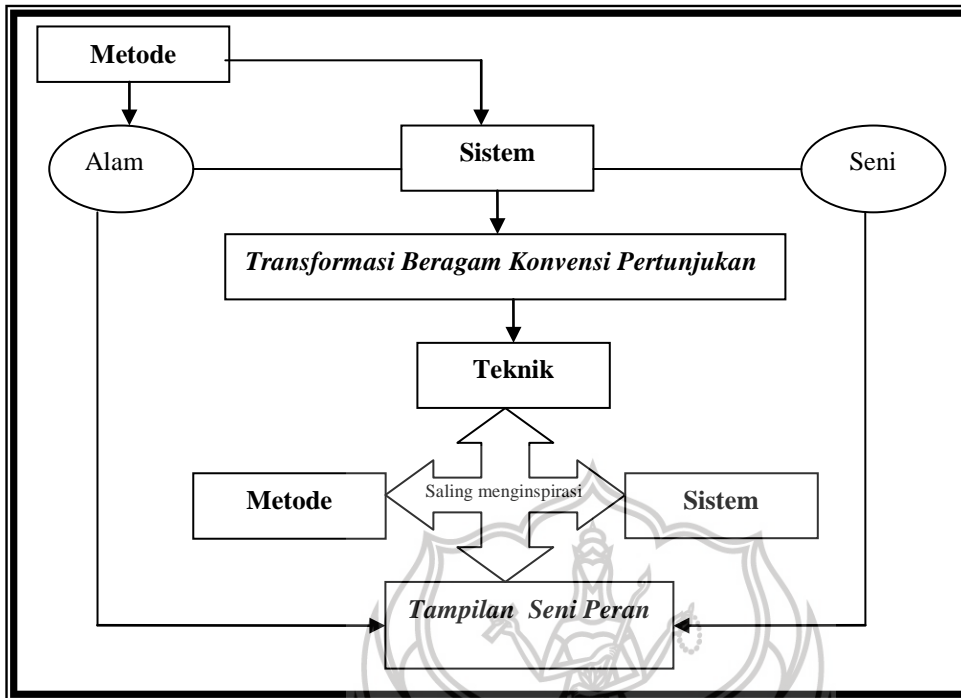 Metode
Alam
Sistem
Seni
Transformasi Beragam Konvensi Pertunjukan
Teknik
Metode
Saling menginspirasi
Sistem
Tampilan Seni Peran